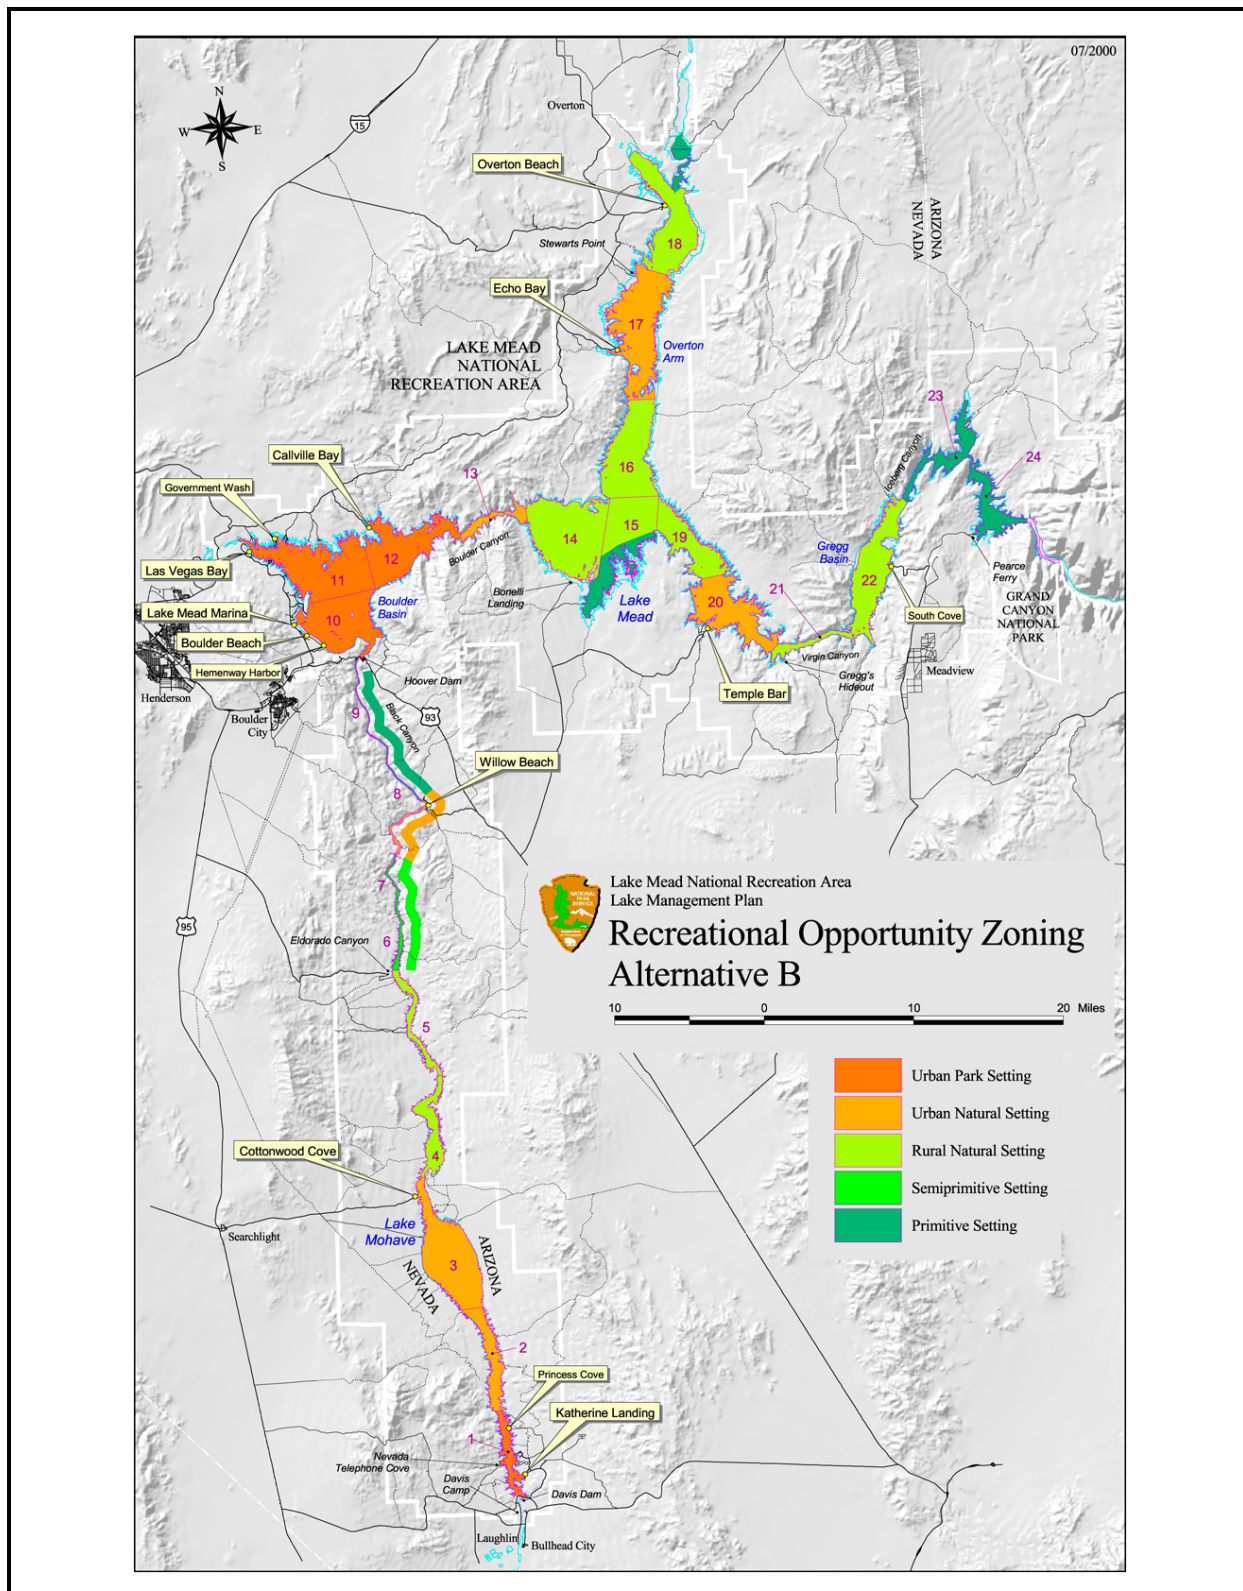 07/2000
N
W
E
S
15
Overton
Overton Beach
ARIZONA
NEVADA
Stewarts Point
18
Echo Bay
17
Overton
Arm
LAKE MEAD
NATIONAL
RECREATION AREA
23
Iceberg Canyon
24
Callville Bay
16
13
Government Wash
15
14
19
12
Boulder Canyon
Gregg
Basin
Las Vegas Bay
11
Pearce
Ferry
22
21
Bonelli
Landing
Lake
Mead
20
Boulder
Basin
GRAND
CANYON
NATIONAL
PARK
South Cove
Lake Mead Marina
10
Boulder Beach
Virgin Canyon
Meadview
Hemenway Harbor
Hoover Dam
Gregg's
Hideout
Temple Bar
Henderson
Boulder
City
9
Black Canyon
93
Willow Beach
8
7
95
6
Eldorado Canyon
5
NATIONAL
PARK
SERVICE
Lake Mead National Recreation Area
Lake Management Plan
Recreational Opportunity Zoning
Alternative B
10
0
10
20
Miles
Urban Park Setting
Urban Natural Setting
Rural Natural Setting
Semiprimitive Setting
Primitive Setting
Cottonwood Cove
4
Searchlight
Lake
Mohave
3
ARIZONA
NEVADA
2
Princess Cove
Katherine Landing
1
Nevada
Telephone Cove
Davis
Camp
Davis Dam
Laughlin
Bullhead City